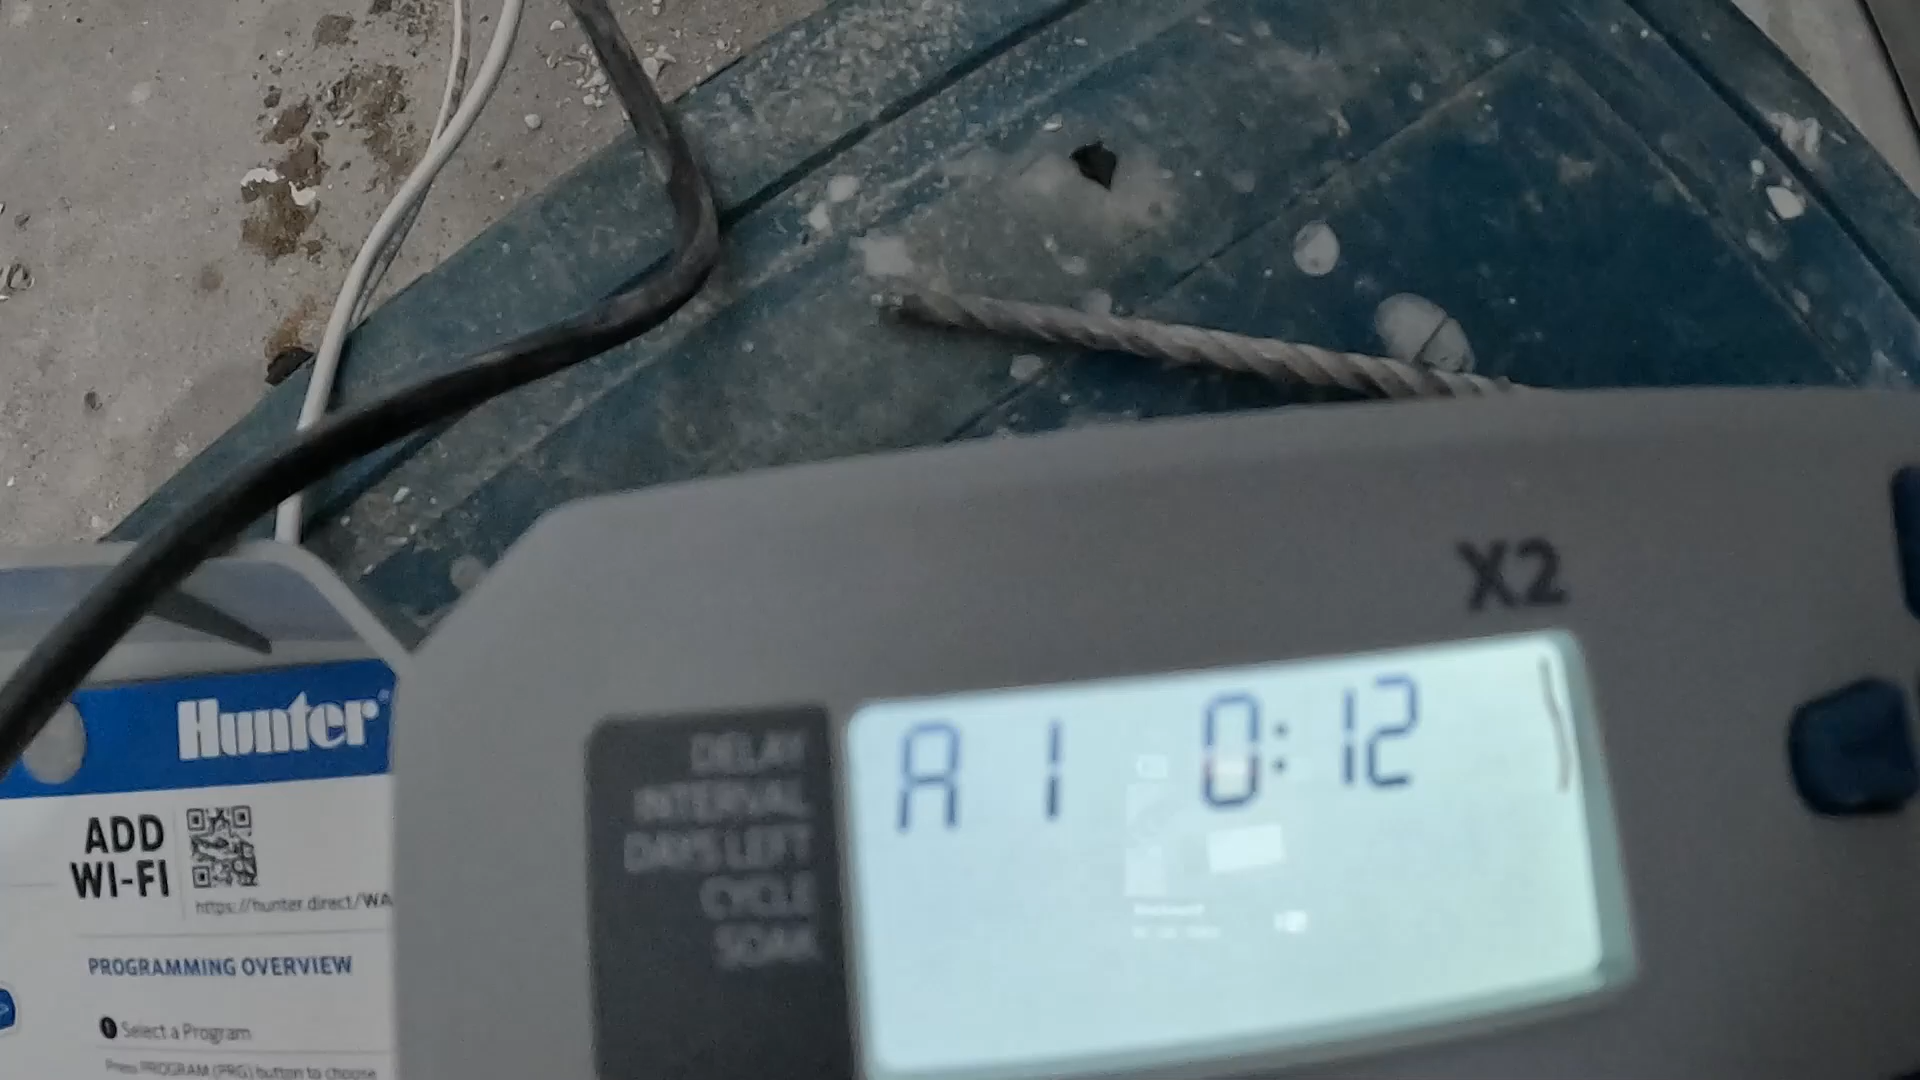 X2
A 1 0:12
DELAY
INTERVAL
DAYS LEFT
CYCLE
SOAK
Hunter®
ADD
WI-FI
https://hunter.direct/WA
PROGRAMMING OVERVIEW
1 Select a Program
Press PROGRAM (PRG) button to choose